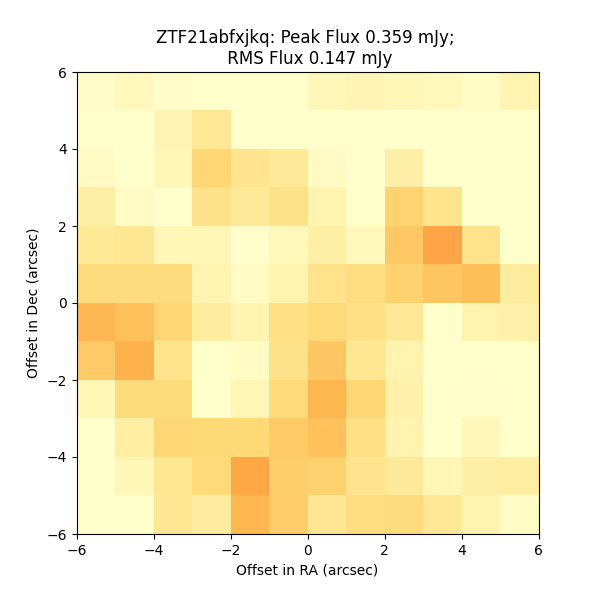 ZTF21abfxjkq: Peak Flux 0.359 mJy;
RMS Flux 0.147 mJy
6
4
2
0
−2
−4
−6
Offset in Dec (arcsec)
−6 −4 −2 0 2 4 6
Offset in RA (arcsec)